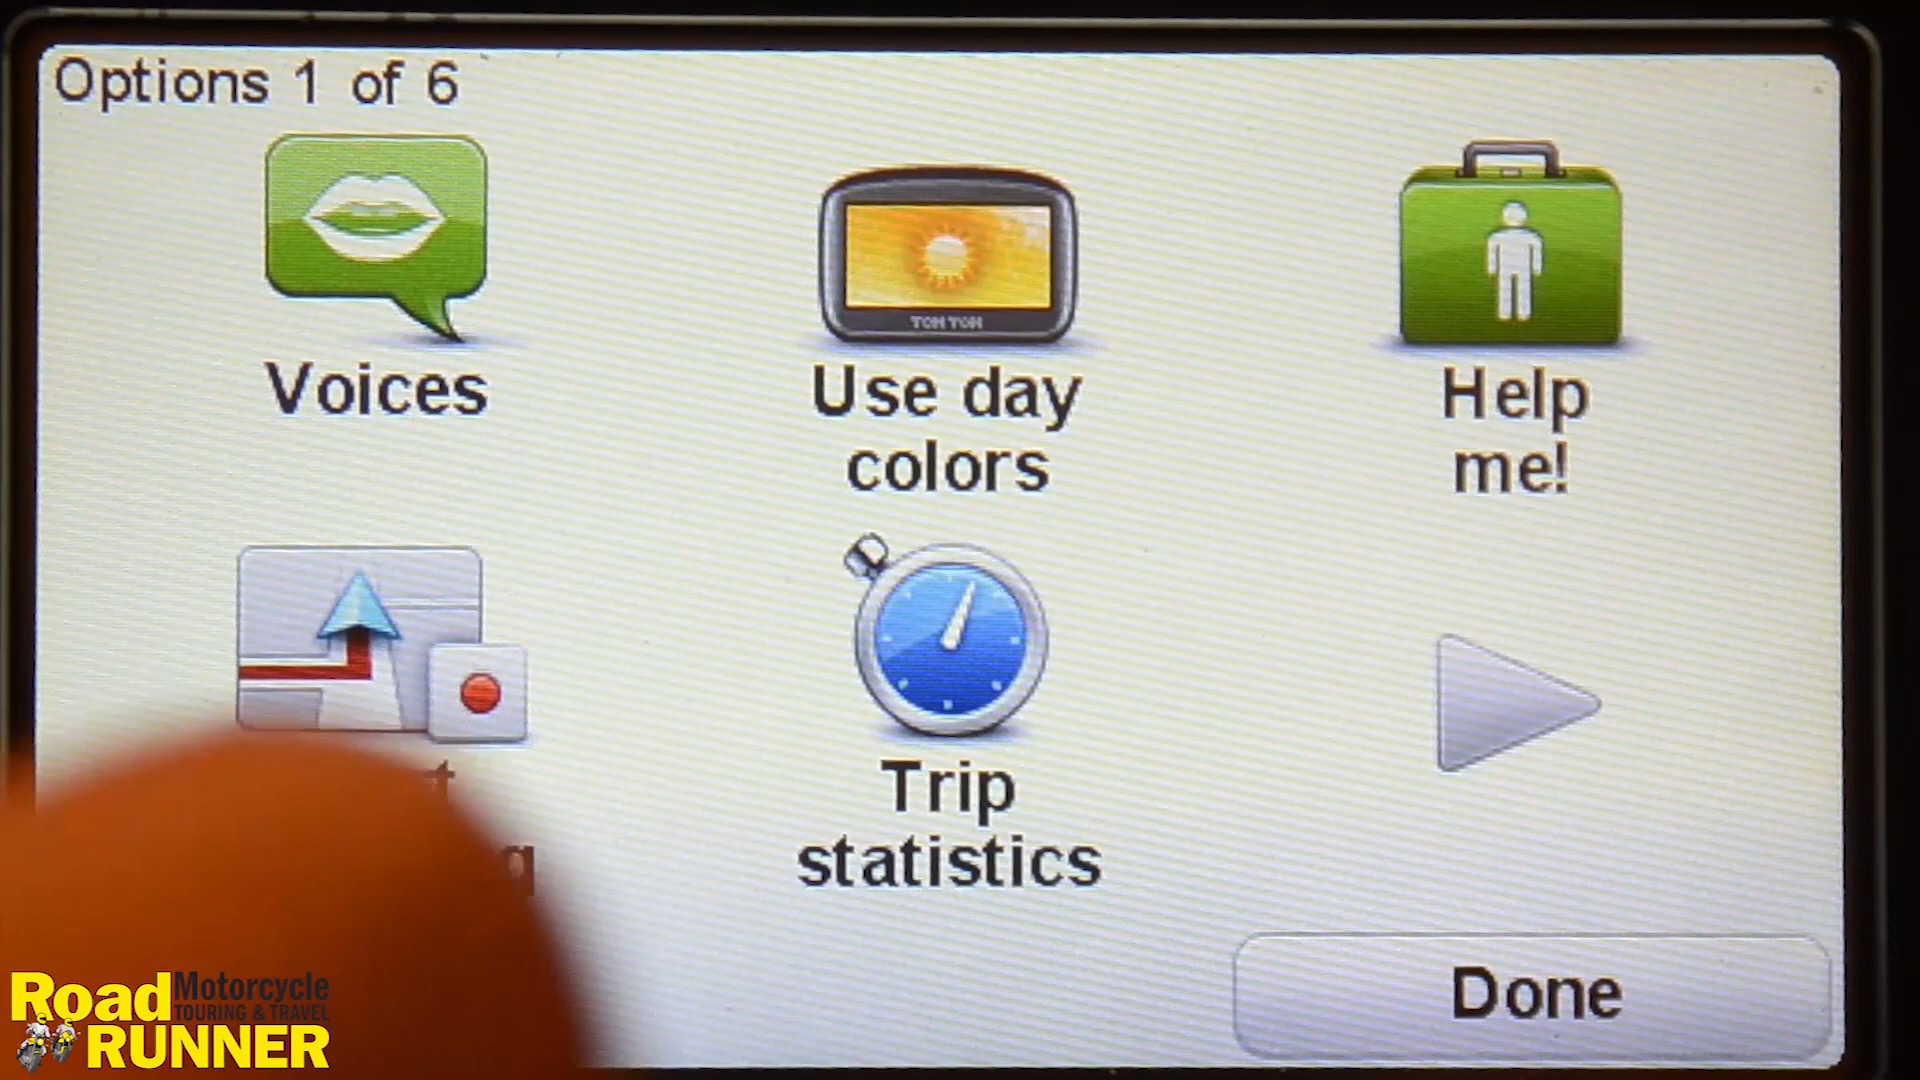 Options 1 of 6
TOMTOM
Voices
Use day
colors
Help
me!
Trip
statistics
Done
Road Motorcycle
TOURING & TRAVEL
RUNNER